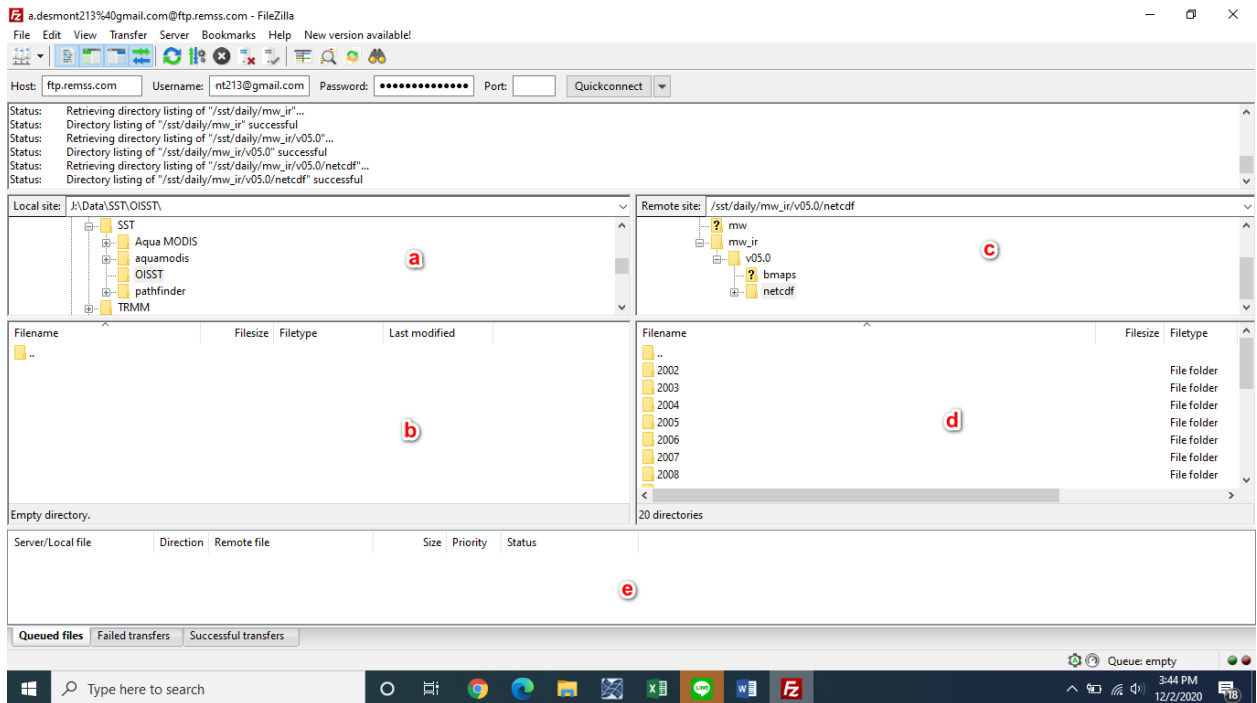 a.desmont213%40gmail.com@ftp.remss.com - FileZilla
File Edit View Transfer Server Bookmarks Help New version available!
Host: ftp.remss.com Username: nt213@gmail.com Password: ●●●●●●●●●●●●●● Port: Quickconnect
Status: Retrieving directory listing of "/sst/daily/mw_ir"...
Status: Directory listing of "/sst/daily/mw_ir" successful
Status: Retrieving directory listing of "/sst/daily/mw_ir/v05.0"...
Status: Directory listing of "/sst/daily/mw_ir/v05.0" successful
Status: Retrieving directory listing of "/sst/daily/mw_ir/v05.0/netcdf"...
Status: Directory listing of "/sst/daily/mw_ir/v05.0/netcdf" successful
Local site: J:\Data\SST\OISST\
SST
Aqua MODIS
aquamodis
OISST
pathfinder
TRMM
a
Remote site: /sst/daily/mw_ir/v05.0/netcdf
? mw
mw_ir
v05.0
? bmaps
netcdf
c
Filename Filesize Filetype Last modified
..
b
Empty directory.
Filename Filesize Filetype
..
2002 File folder
2003 File folder
2004 File folder
2005 File folder
2006 File folder
2007 File folder
2008 File folder
d
20 directories
Server/Local file Direction Remote file Size Priority Status
e
Queued files Failed transfers Successful transfers
Queue: empty
Type here to search
LINE
3:44 PM
12/2/2020
18